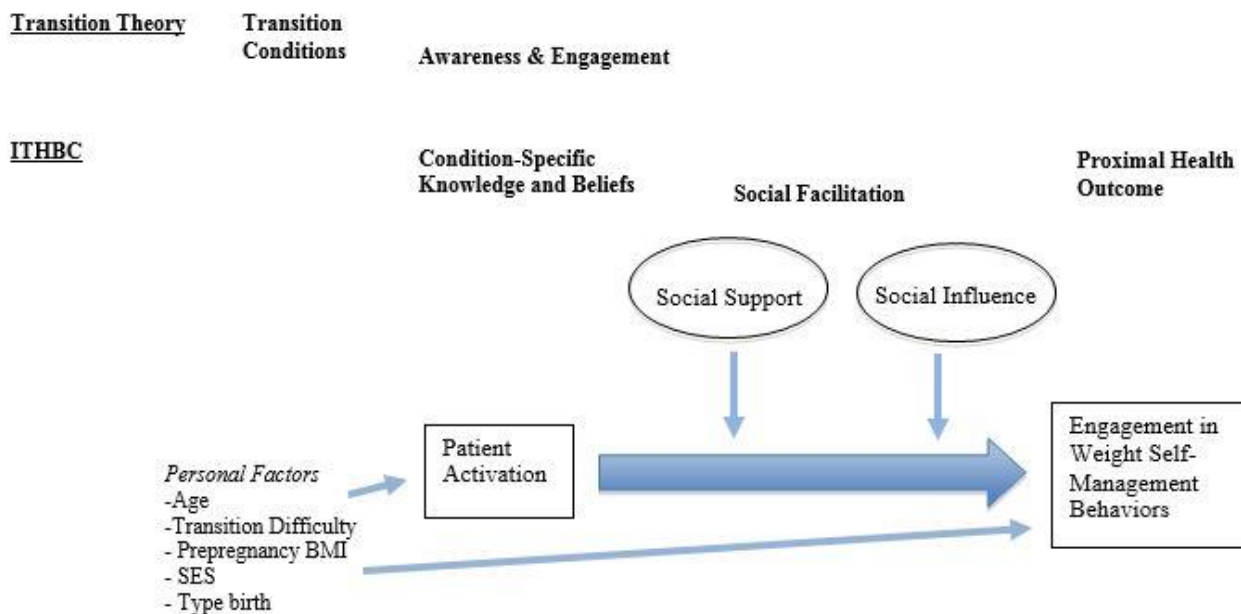 Transition Theory
Transition
Conditions
Awareness & Engagement
ITHBC
Condition-Specific
Knowledge and Beliefs
Social Facilitation
Proximal Health
Outcome
Social Support
Social Influence
Patient
Activation
Engagement in
Weight Self-
Management
Behaviors
Personal Factors
-Age
-Transition Difficulty
- Prepregnancy BMI
- SES
- Type birth